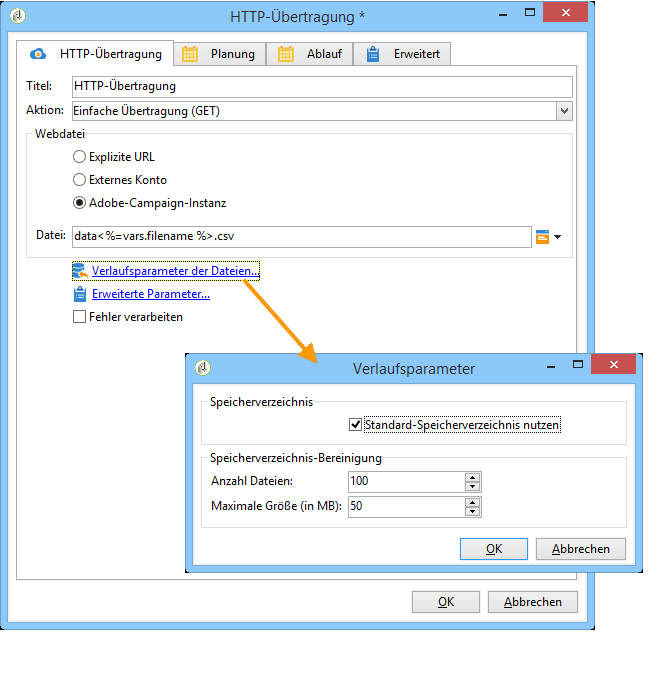 HTTP-Übertragung *
HTTP-Übertragung Planung Ablauf Erweitert
Titel: HTTP-Übertragung
Aktion: Einfache Übertragung (GET)
Webdatei
Explizite URL
Externes Konto
Adobe-Campaign-Instanz
Datei: data<%=vars.filename %>.csv
Verlaufsparameter der Dateien...
Erweiterte Parameter...
Fehler verarbeiten
Verlaufsparameter
Speicherverzeichnis
Standard-Speicherverzeichnis nutzen
Speicherverzeichnis-Bereinigung
Anzahl Dateien: 100
Maximale Größe (in MB): 50
OK Abbrechen
OK Abbrechen